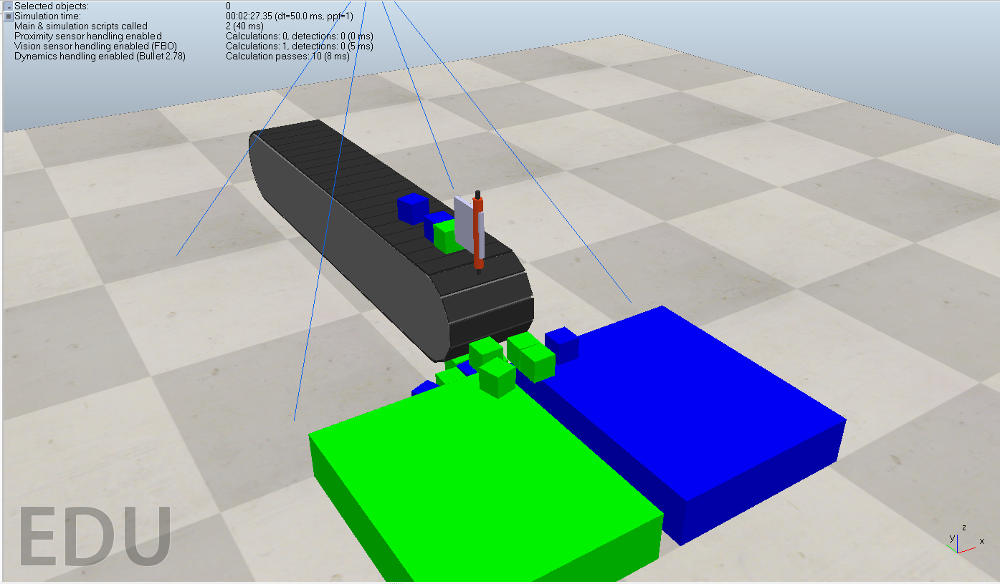 Selected objects: 0
Simulation time: 00:02:27.35 (dt=50.0 ms, ppf=1)
Main & simulation scripts called 2 (40 ms)
Proximity sensor handling enabled Calculations: 0, detections: 0 (0 ms)
Vision sensor handling enabled (FBO) Calculations: 1, detections: 0 (5 ms)
Dynamics handling enabled (Bullet 2.78) Calculation passes: 10 (8 ms)
EDU
z
y
x